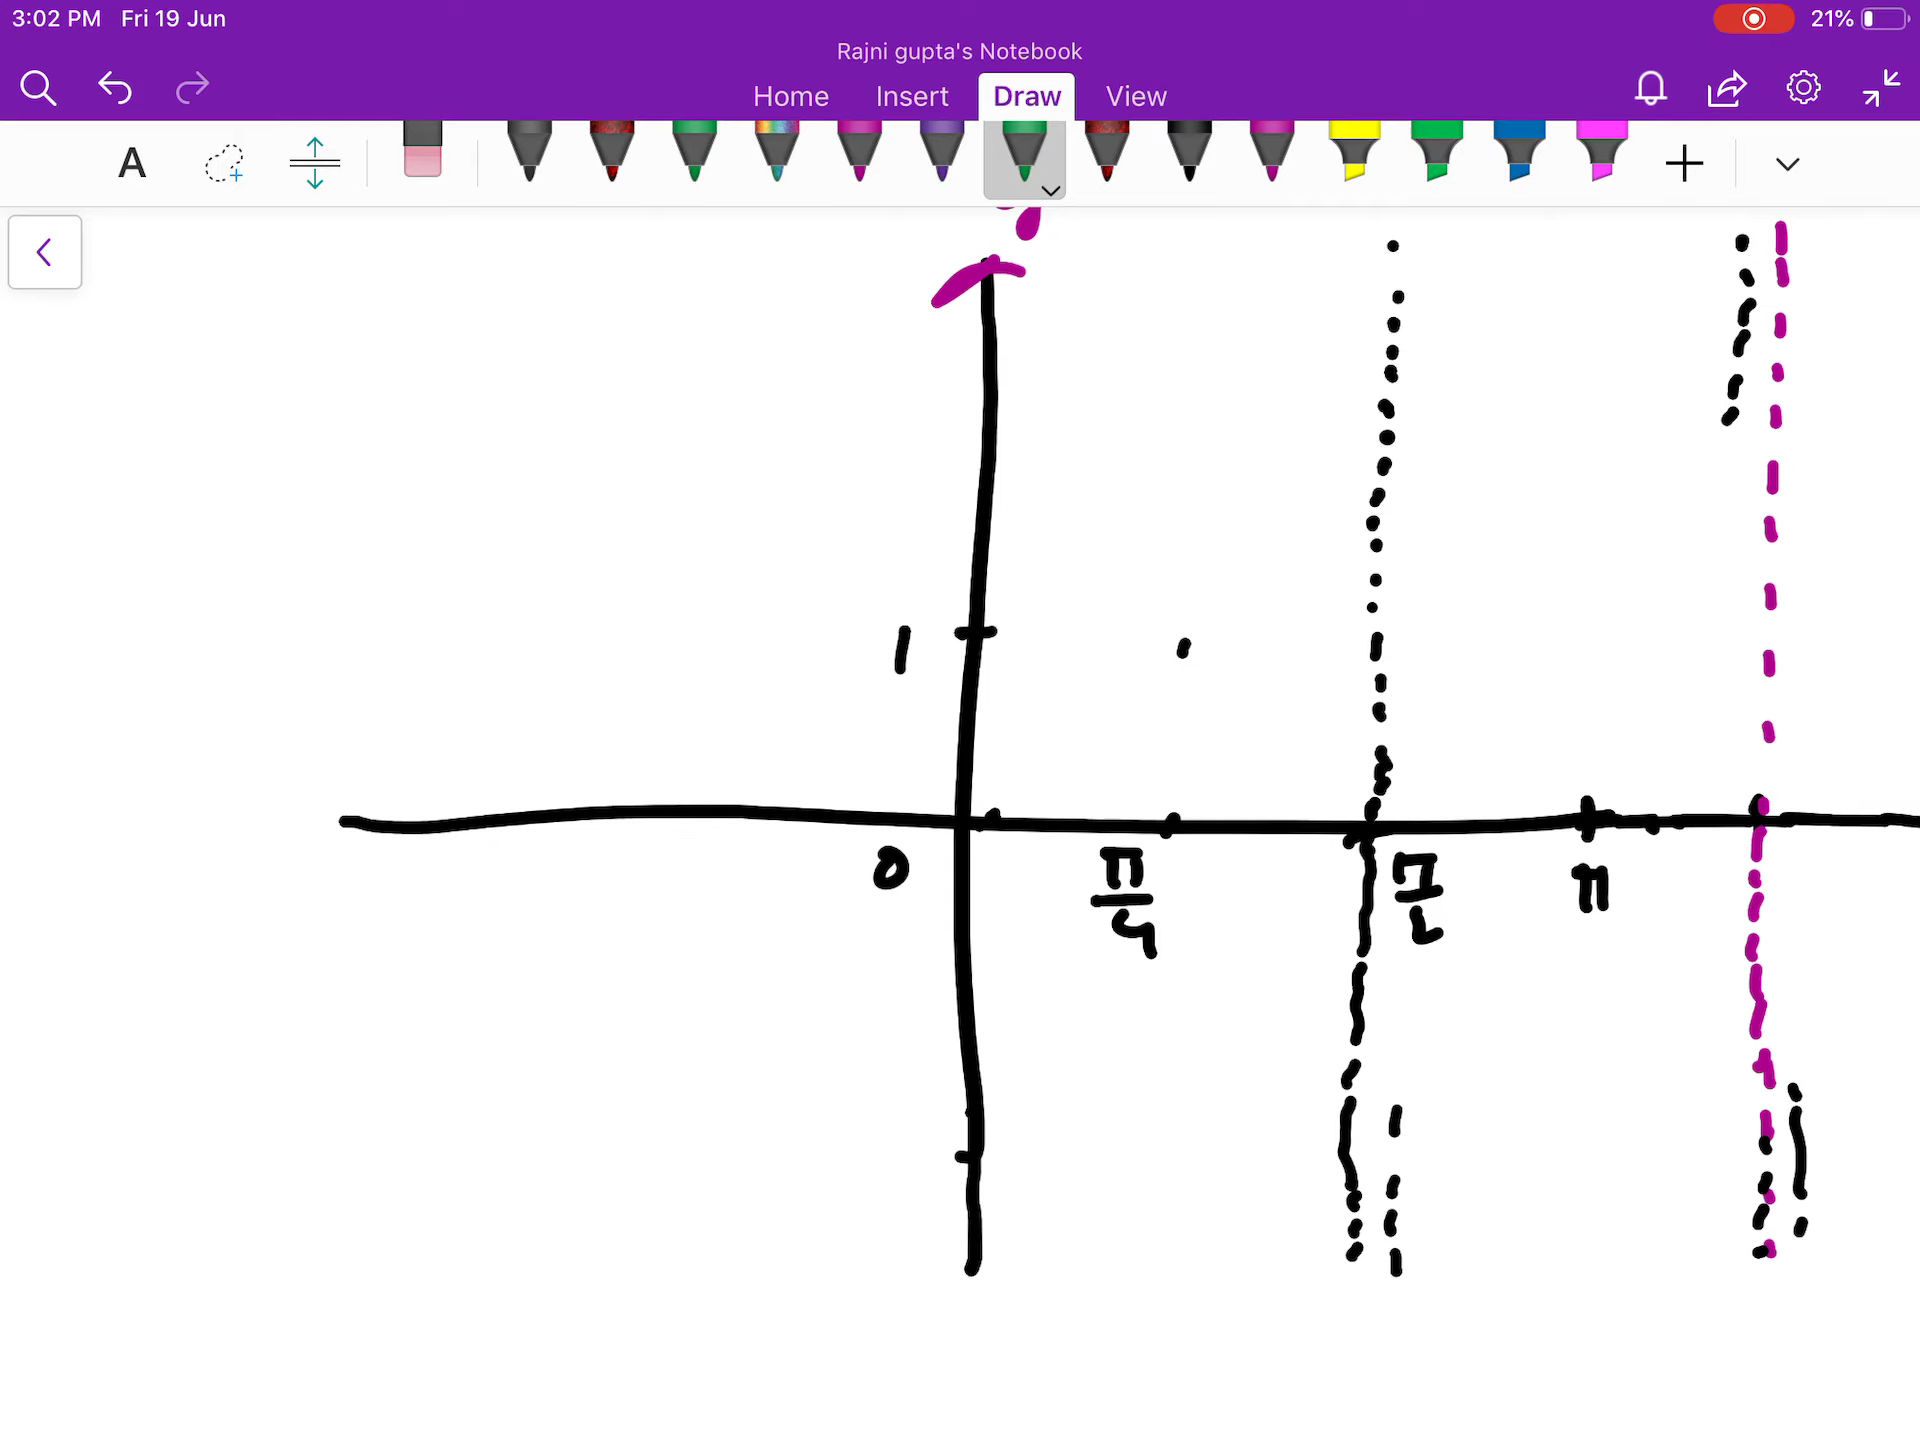 3:02 PM Fri 19 Jun
21%
Rajni gupta's Notebook
Home Insert Draw View
A
1
0
π/4
π/2
π